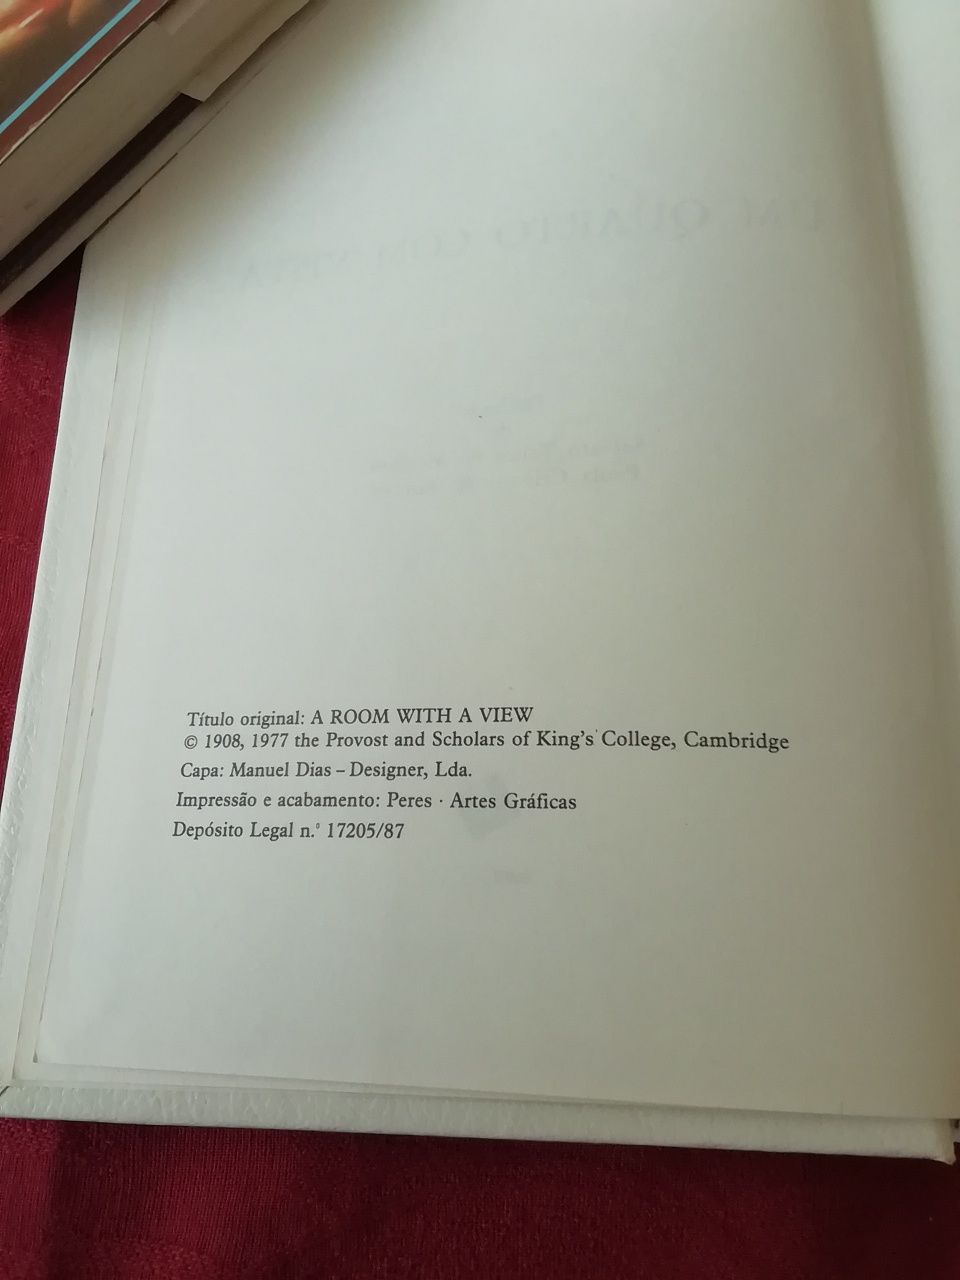 Título original: A ROOM WITH A VIEW
© 1908, 1977 the Provost and Scholars of King's College, Cambridge
Capa: Manuel Dias – Designer, Lda.
Impressão e acabamento: Peres · Artes Gráficas
Depósito Legal n.º 17205/87